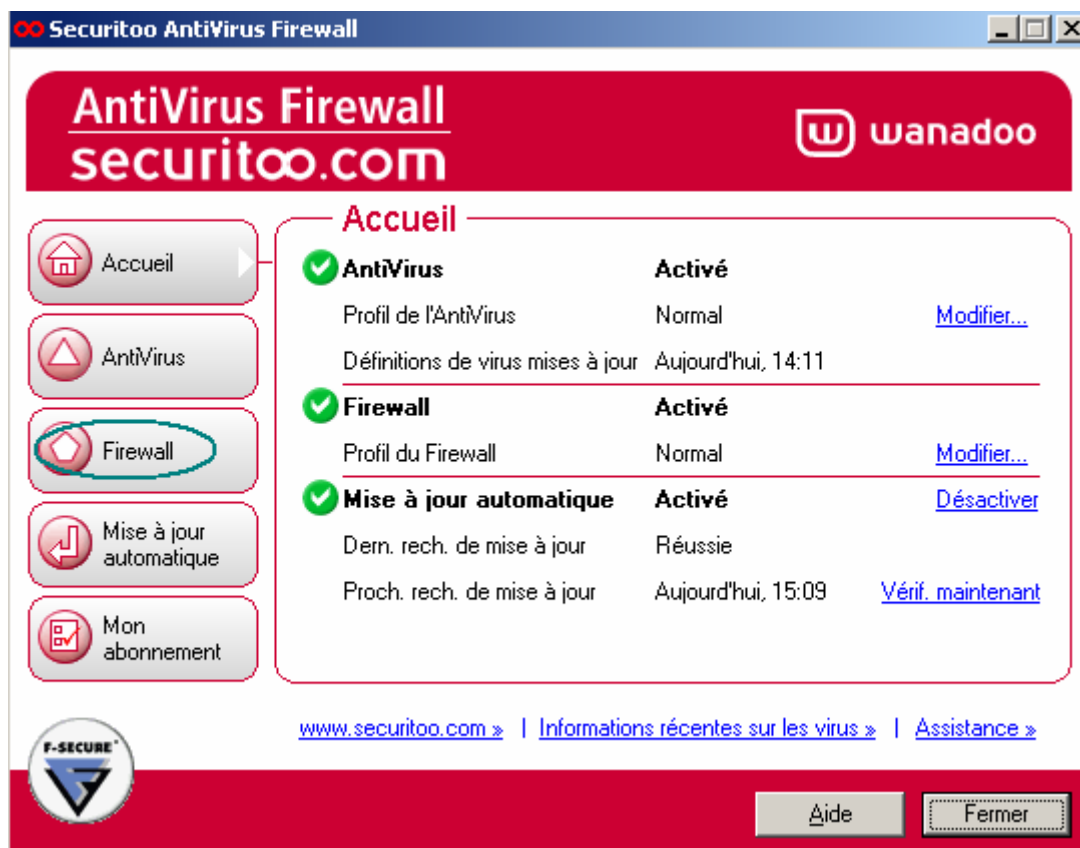 Securitoo AntiVirus Firewall
AntiVirus Firewall
securitoo.com
wanadoo
Accueil
AntiVirus
Firewall
Mise à jour
automatique
Mon
abonnement
Accueil
AntiVirus Activé
Profil de l'AntiVirus Normal Modifier...
Définitions de virus mises à jour Aujourd'hui, 14:11
Firewall Activé
Profil du Firewall Normal Modifier...
Mise à jour automatique Activé Désactiver
Dern. rech. de mise à jour Réussie
Proch. rech. de mise à jour Aujourd'hui, 15:09 Vérif. maintenant
www.securitoo.com » | Informations récentes sur les virus » | Assistance »
F-SECURE
Aide Fermer